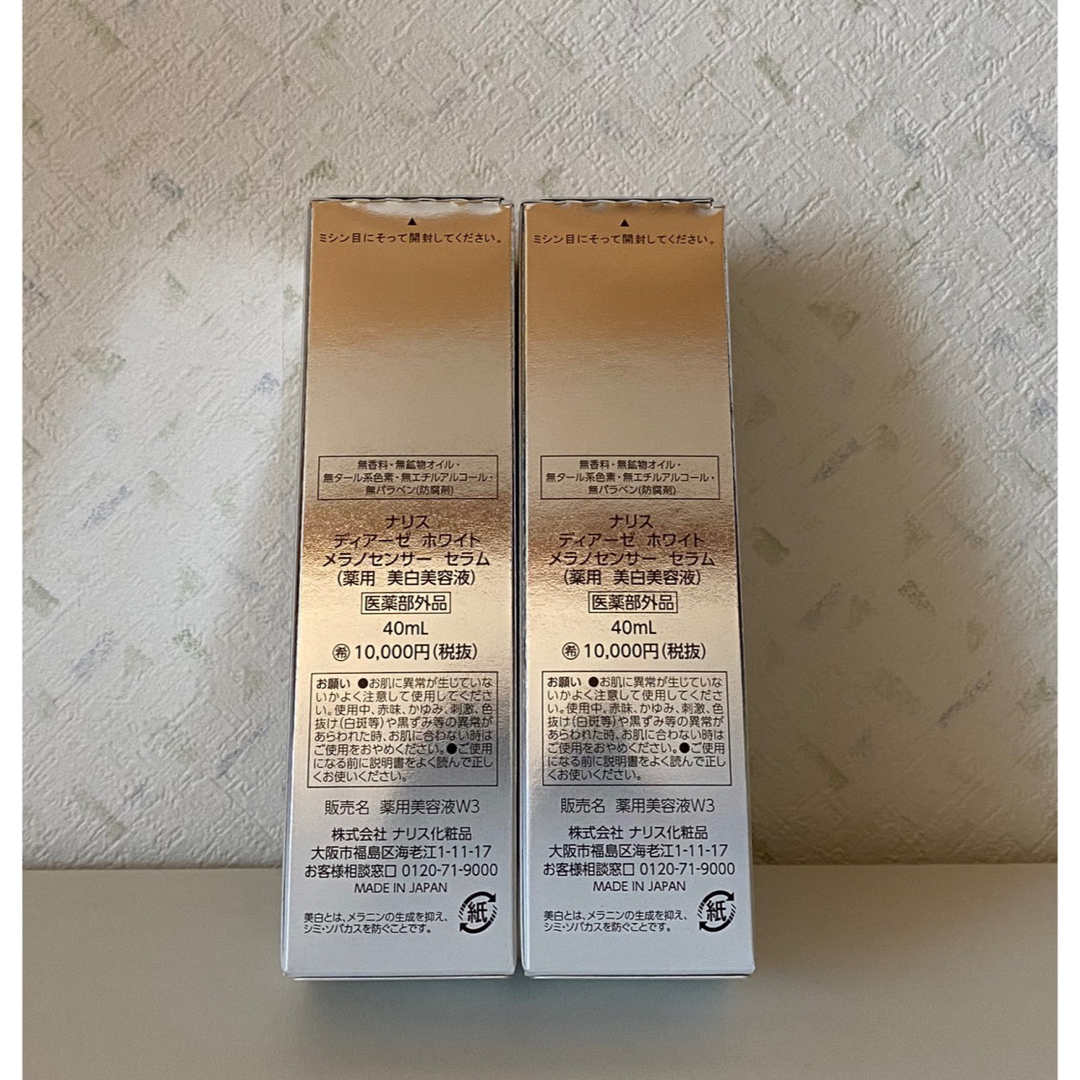 ▲
ミシン目にそって開封してください。
無香料・無鉱物オイル・
無タール系色素・無エチルアルコール・
無パラベン(防腐剤)
ナリス
ディアーゼ ホワイト
メラノセンサー セラム
(薬用 美白美容液)
医薬部外品
40mL
㊒希 10,000円(税抜)
お願い ●お肌に異常が生じていな
いかよく注意して使用してくださ
い。使用中、赤味、かゆみ、刺激、色
抜け(白斑等)や黒ずみ等の異常が
あらわれた時、お肌に合わない時は
ご使用をおやめください。●ご使用
になる前に説明書をよく読んで正し
くお使いください。
販売名 薬用美容液W3
株式会社 ナリス化粧品
大阪市福島区海老江1-11-17
お客様相談窓口 0120-71-9000
MADE IN JAPAN
美白とは、メラニンの生成を抑え、
シミ・ソバカスを防ぐことです。
紙
▲
ミシン目にそって開封してください。
無香料・無鉱物オイル・
無タール系色素・無エチルアルコール・
無パラベン(防腐剤)
ナリス
ディアーゼ ホワイト
メラノセンサー セラム
(薬用 美白美容液)
医薬部外品
40mL
希 10,000円(税抜)
お願い ●お肌に異常が生じていな
いかよく注意して使用してくださ
い。使用中、赤味、かゆみ、刺激、色
抜け(白斑等)や黒ずみ等の異常が
あらわれた時、お肌に合わない時は
ご使用をおやめください。●ご使用
になる前に説明書をよく読んで正し
くお使いください。
販売名 薬用美容液W3
株式会社 ナリス化粧品
大阪市福島区海老江1-11-17
お客様相談窓口 0120-71-9000
MADE IN JAPAN
美白とは、メラニンの生成を抑え、
シミ・ソバカスを防ぐことです。
紙